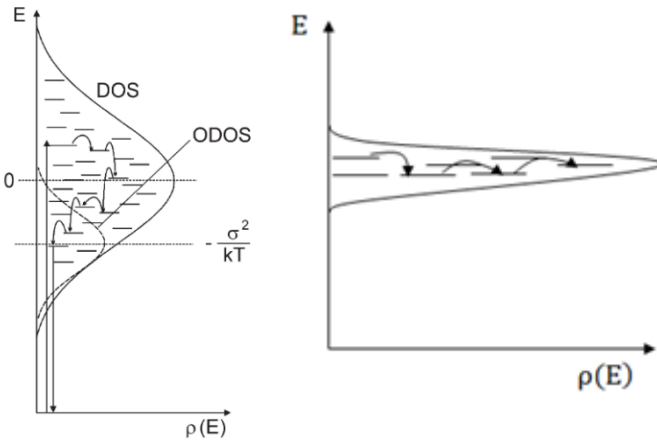 E
DOS
ODOS
0
- σ²/kT
ρ(E)
E
ρ(E)